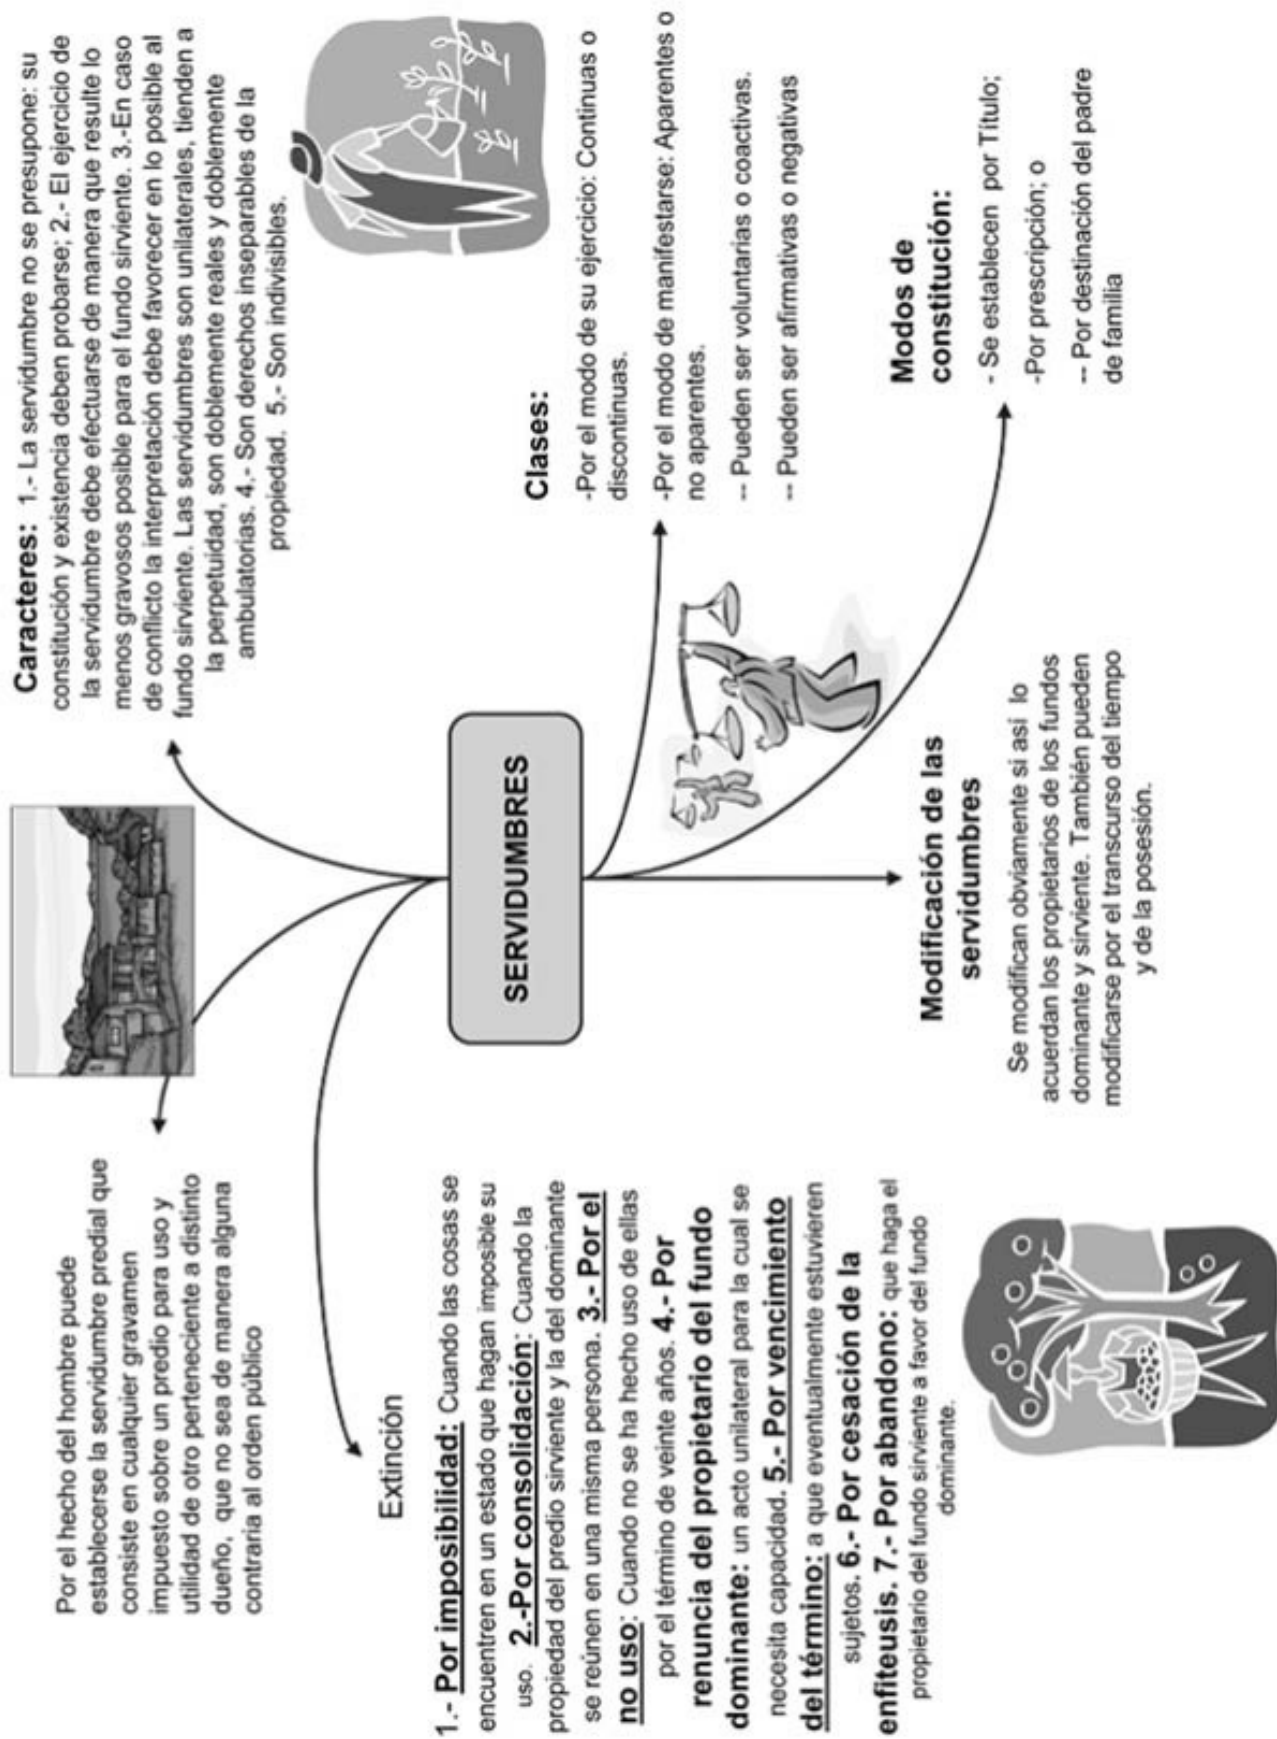 Por el hecho del hombre puede
establecerse la servidumbre predial que
consiste en cualquier gravamen
impuesto sobre un predio para uso y
utilidad de otro perteneciente a distinto
dueño, que no sea de manera alguna
contraria al orden público
Caracteres: 1.- La servidumbre no se presupone: su
constitución y existencia deben probarse; 2.- El ejercicio de
la servidumbre debe efectuarse de manera que resulte lo
menos gravosos posible para el fundo sirviente. 3.-En caso
de conflicto la interpretación debe favorecer en lo posible al
fundo sirviente. Las servidumbres son unilaterales, tienden a
la perpetuidad, son doblemente reales y doblemente
ambulatorias. 4.- Son derechos inseparables de la
propiedad. 5.- Son indivisibles.
Extinción
1.- Por imposibilidad: Cuando las cosas se
encuentren en un estado que hagan imposible su
uso. 2.-Por consolidación: Cuando la
propiedad del predio sirviente y la del dominante
se reúnen en una misma persona. 3.- Por el
no uso: Cuando no se ha hecho uso de ellas
por el término de veinte años. 4.- Por
renuncia del propietario del fundo
dominante: un acto unilateral para la cual se
necesita capacidad. 5.- Por vencimiento
del término: a que eventualmente estuvieren
sujetos. 6.- Por cesación de la
enfiteusis. 7.- Por abandono: que haga el
propietario del fundo sirviente a favor del fundo
dominante.
SERVIDUMBRES
Clases:
-Por el modo de su ejercicio: Continuas o
discontinuas.
-Por el modo de manifestarse: Aparentes o
no aparentes.
-- Pueden ser voluntarias o coactivas.
-- Pueden ser afirmativas o negativas
Modificación de las
servidumbres
Se modifican obviamente si así lo
acuerdan los propietarios de los fundos
dominante y sirviente. También pueden
modificarse por el transcurso del tiempo
y de la posesión.
Modos de
constitución:
- Se establecen por Título;
-Por prescripción; o
-- Por destinación del padre
de familia